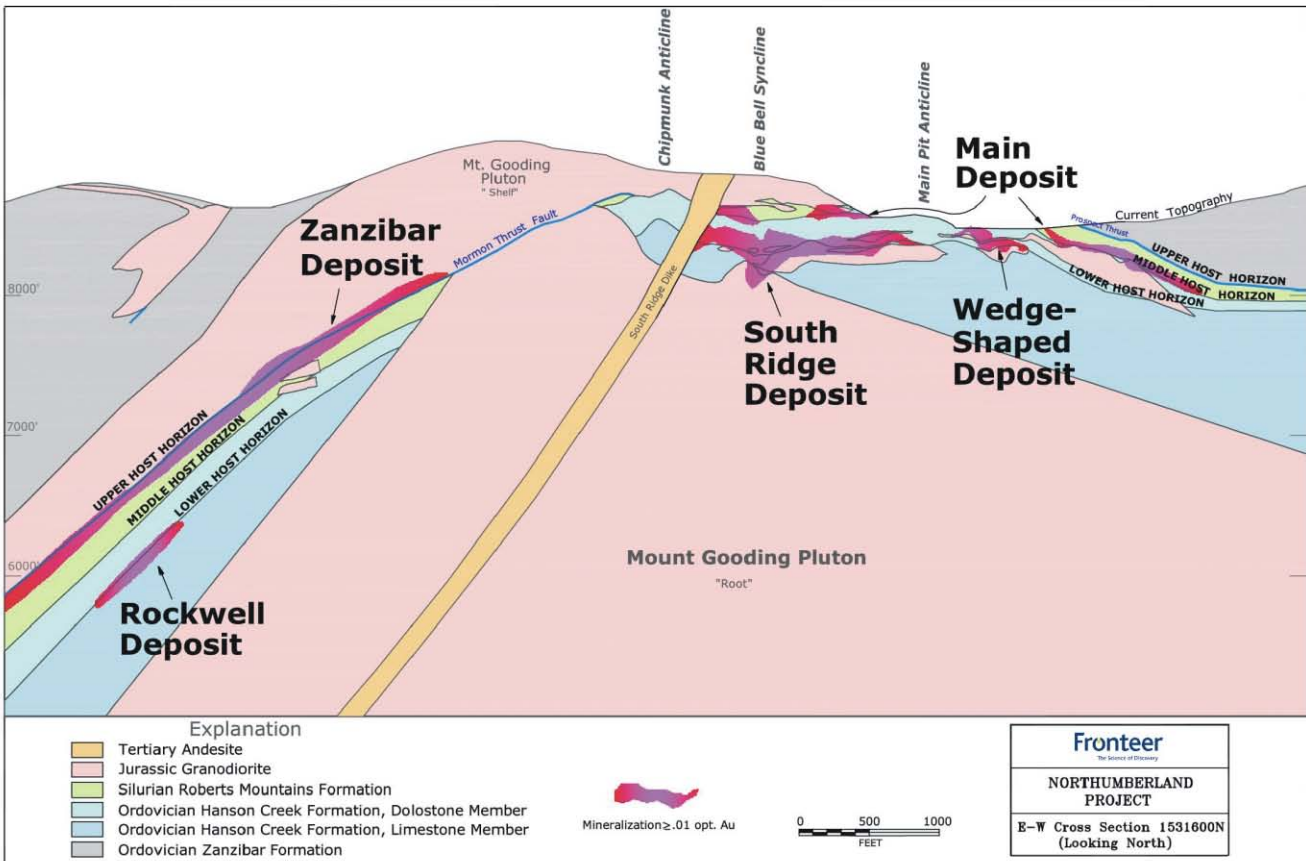 Chipmunk Anticline
Blue Bell Syncline
Main Pit Anticline
Mt. Gooding
Pluton
"Shelf"
Main
Deposit
Zanzibar
Deposit
Mormon Thrust Fault
Prospect Thrust
Current Topography
UPPER HOST HORIZON
MIDDLE HOST HORIZON
LOWER HOST HORIZON
8000'
South Ridge Dike
South
Ridge
Deposit
Wedge-
Shaped
Deposit
7000'
UPPER HOST HORIZON
MIDDLE HOST HORIZON
LOWER HOST HORIZON
6000'
Mount Gooding Pluton
"Root"
Rockwell
Deposit
Explanation
Tertiary Andesite
Jurassic Granodiorite
Silurian Roberts Mountains Formation
Ordovician Hanson Creek Formation, Dolostone Member
Ordovician Hanson Creek Formation, Limestone Member
Ordovician Zanzibar Formation
Mineralization≥.01 opt. Au
0 500 1000
FEET
Fronteer
The Science of Discovery
NORTHUMBERLAND
PROJECT
E-W Cross Section 1531600N
(Looking North)